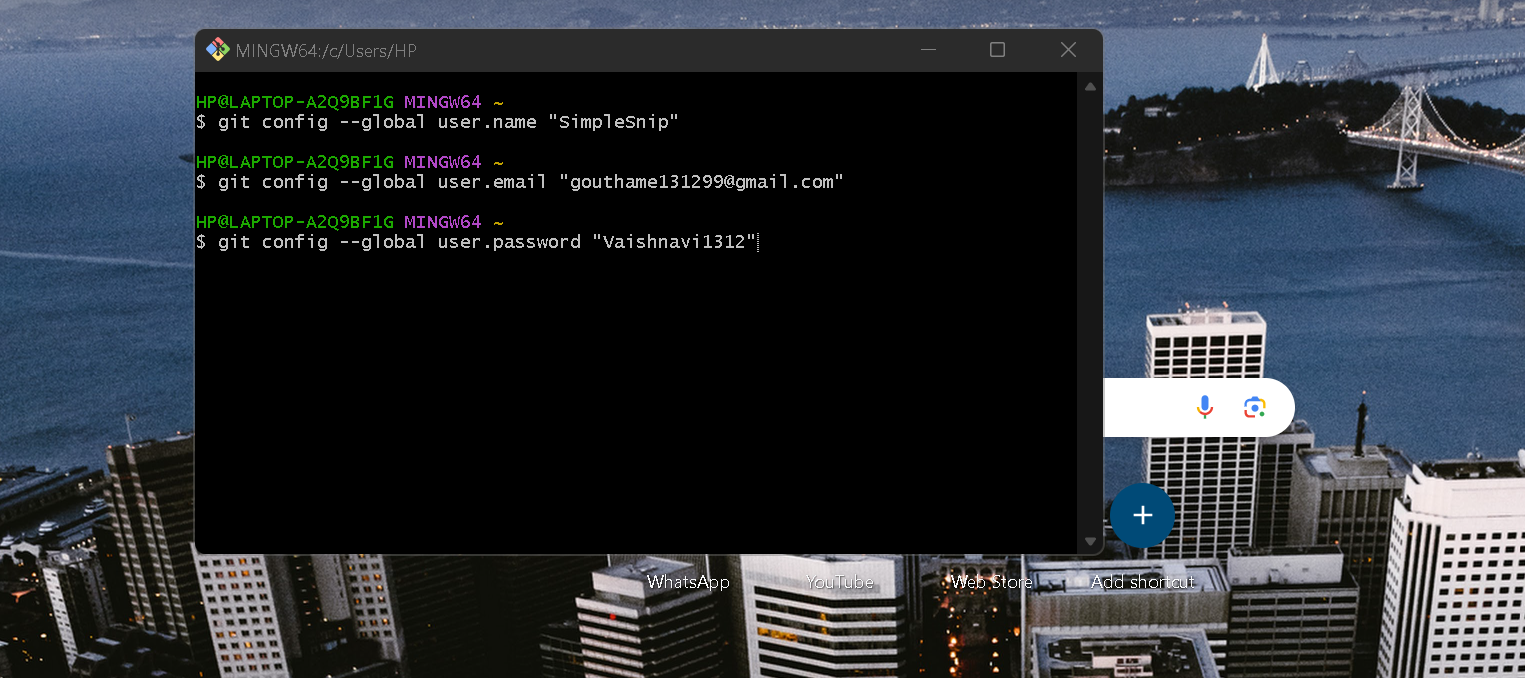 MINGW64:/c/Users/HP
HP@LAPTOP-A2Q9BF1G MINGW64 ~
$ git config --global user.name "SimpleSnip"
HP@LAPTOP-A2Q9BF1G MINGW64 ~
$ git config --global user.email "gouthame131299@gmail.com"
HP@LAPTOP-A2Q9BF1G MINGW64 ~
$ git config --global user.password "Vaishnavi1312"
WhatsApp YouTube Web Store Add shortcut